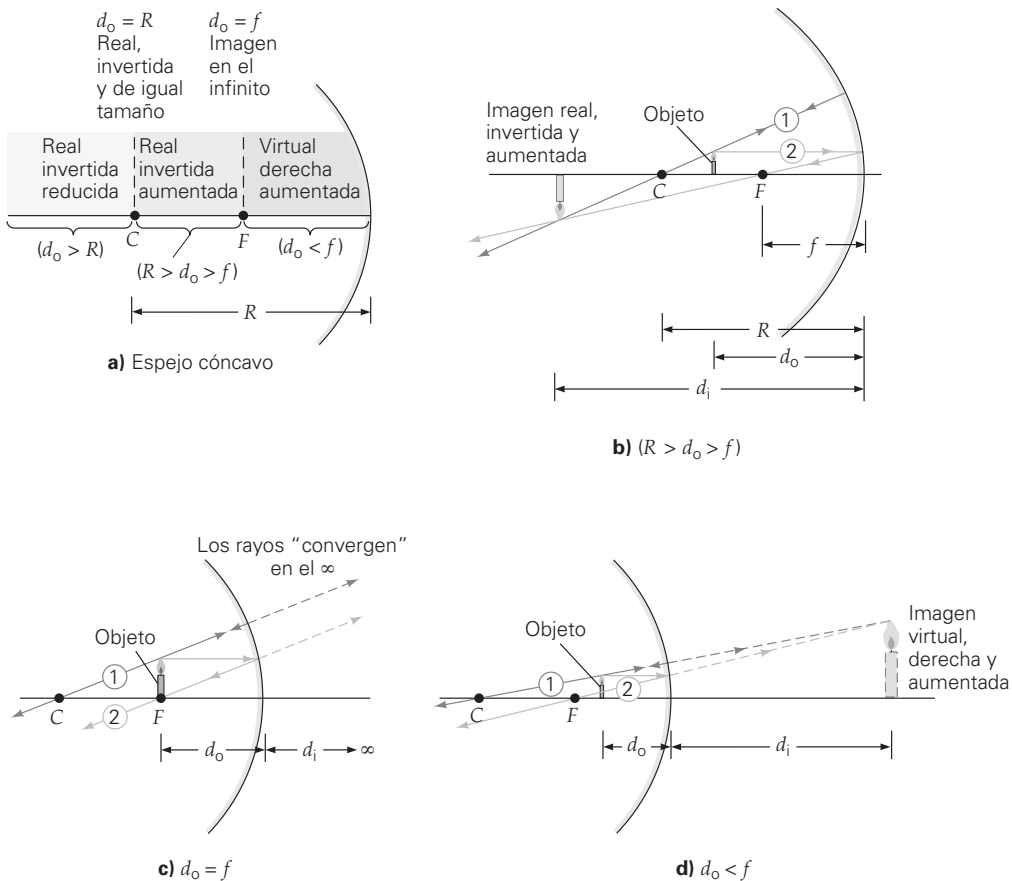 d_o = R
Real,
invertida
y de igual
tamaño
d_o = f
Imagen
en el
infinito
Real
invertida
reducida
Real
invertida
aumentada
Virtual
derecha
aumentada
C
F
(d_o > R)
(R > d_o > f)
(d_o < f)
R
a) Espejo cóncavo
Imagen real,
invertida y
aumentada
Objeto
1
2
C
F
f
R
d_o
d_i
b) (R > d_o > f)
Los rayos "convergen"
en el ∞
Objeto
1
2
C
F
d_o
d_i
∞
c) d_o = f
Objeto
Imagen
virtual,
derecha y
aumentada
1
2
C
F
d_o
d_i
d) d_o < f